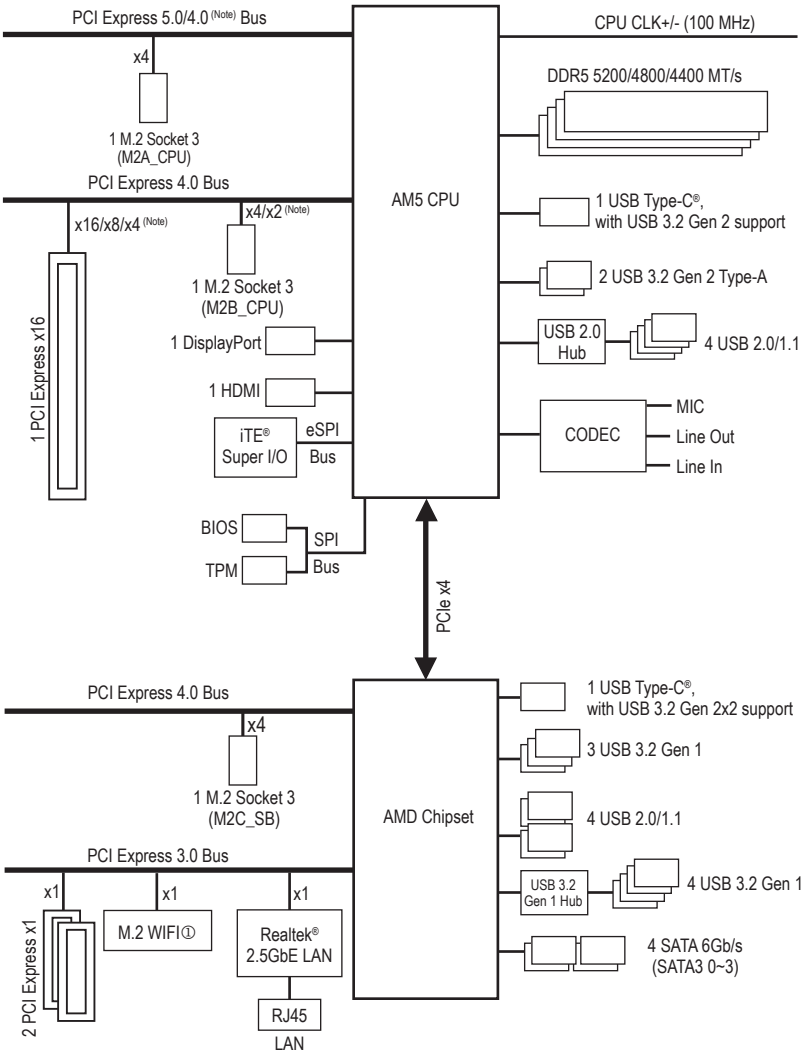 PCI Express 5.0/4.0 (Note) Bus
CPU CLK+/- (100 MHz)
x4
DDR5 5200/4800/4400 MT/s
1 M.2 Socket 3
(M2A_CPU)
PCI Express 4.0 Bus
AM5 CPU
x16/x8/x4 (Note)
x4/x2 (Note)
1 USB Type-C®,
with USB 3.2 Gen 2 support
1 M.2 Socket 3
(M2B_CPU)
2 USB 3.2 Gen 2 Type-A
1 PCI Express x16
1 DisplayPort
USB 2.0
Hub
4 USB 2.0/1.1
1 HDMI
iTE®
Super I/O
eSPI
Bus
CODEC
MIC
Line Out
Line In
BIOS
TPM
SPI
Bus
PCIe x4
PCI Express 4.0 Bus
x4
1 M.2 Socket 3
(M2C_SB)
AMD Chipset
1 USB Type-C®,
with USB 3.2 Gen 2x2 support
3 USB 3.2 Gen 1
4 USB 2.0/1.1
PCI Express 3.0 Bus
x1
x1
x1
USB 3.2
Gen 1 Hub
4 USB 3.2 Gen 1
2 PCI Express x1
M.2 WIFI①
Realtek®
2.5GbE LAN
4 SATA 6Gb/s
(SATA3 0~3)
RJ45
LAN